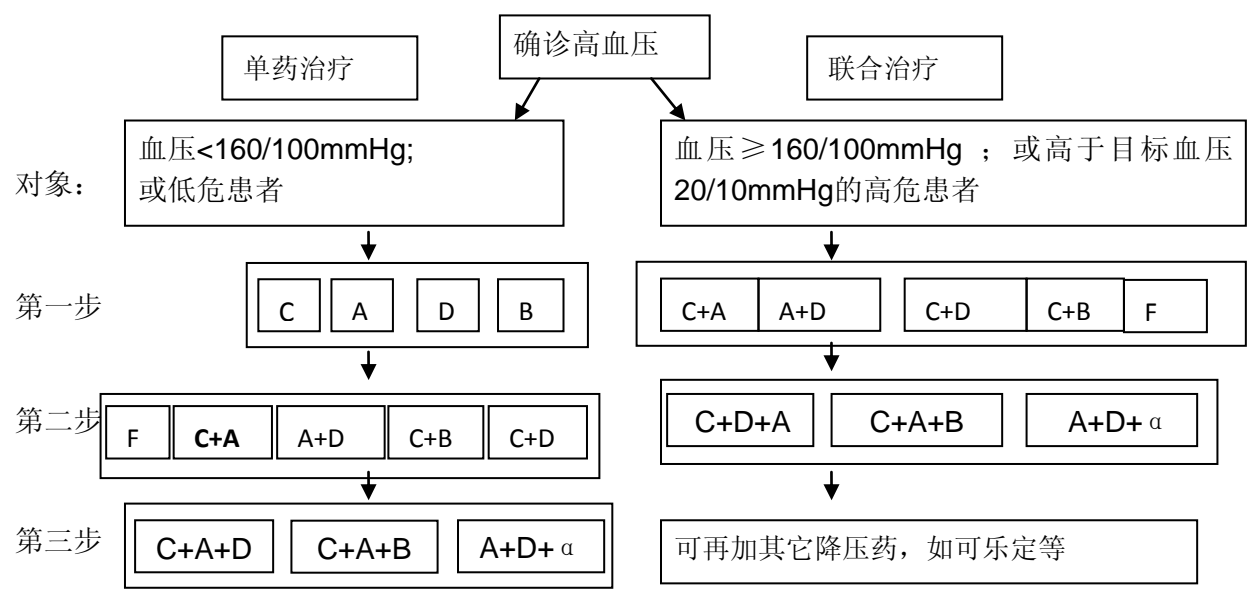 确诊高血压
单药治疗
联合治疗
对象：
血压<160/100mmHg;
或低危患者
血压≥160/100mmHg ；或高于目标血压
20/10mmHg的高危患者
第一步
C A D B
C+A A+D C+D C+B F
第二步
F C+A A+D C+B C+D
C+D+A C+A+B A+D+α
第三步
C+A+D C+A+B A+D+α
可再加其它降压药，如可乐定等